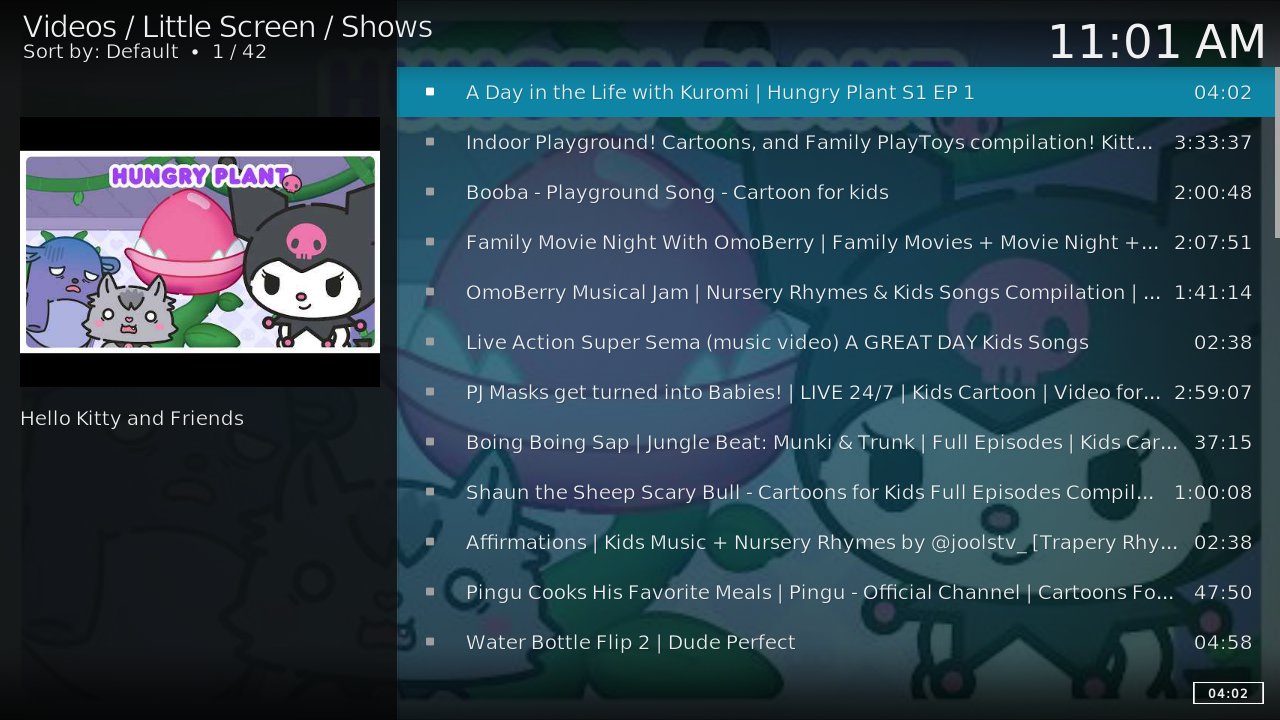 Videos / Little Screen / Shows
Sort by: Default • 1 / 42
11:01 AM
HUNGRY PLANT
Hello Kitty and Friends
A Day in the Life with Kuromi | Hungry Plant S1 EP 1 04:02
Indoor Playground! Cartoons, and Family PlayToys compilation! Kitt... 3:33:37
Booba - Playground Song - Cartoon for kids 2:00:48
Family Movie Night With OmoBerry | Family Movies + Movie Night +... 2:07:51
OmoBerry Musical Jam | Nursery Rhymes & Kids Songs Compilation | ... 1:41:14
Live Action Super Sema (music video) A GREAT DAY Kids Songs 02:38
PJ Masks get turned into Babies! | LIVE 24/7 | Kids Cartoon | Video for... 2:59:07
Boing Boing Sap | Jungle Beat: Munki & Trunk | Full Episodes | Kids Car... 37:15
Shaun the Sheep Scary Bull - Cartoons for Kids Full Episodes Compil... 1:00:08
Affirmations | Kids Music + Nursery Rhymes by @joolstv_ [Trapery Rhy... 02:38
Pingu Cooks His Favorite Meals | Pingu - Official Channel | Cartoons Fo... 47:50
Water Bottle Flip 2 | Dude Perfect 04:58
04:02